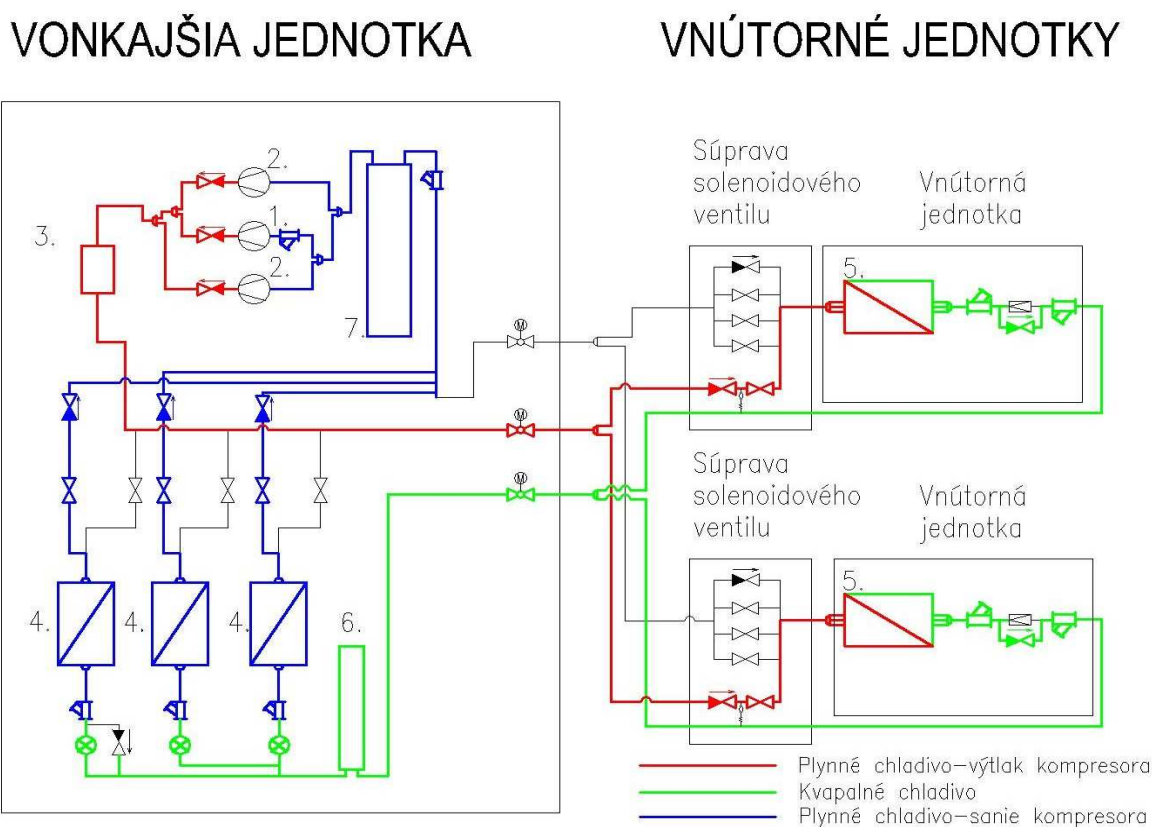 VONKAJŠIA JEDNOTKA
VNÚTORNÉ JEDNOTKY
Súprava
solenoidového
ventilu
Vnútorná
jednotka
2.
1.
2.
3.
7.
5.
M
M
M
Súprava
solenoidového
ventilu
Vnútorná
jednotka
4.
4.
4.
6.
5.
Plynné chladivo-výtlak kompresora
Kvapalné chladivo
Plynné chladivo-sanie kompresora